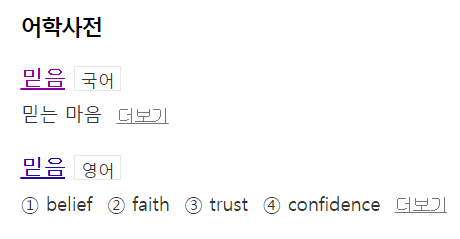 어학사전
믿음 국어
믿는 마음 더보기
믿음 영어
① belief ② faith ③ trust ④ confidence 더보기